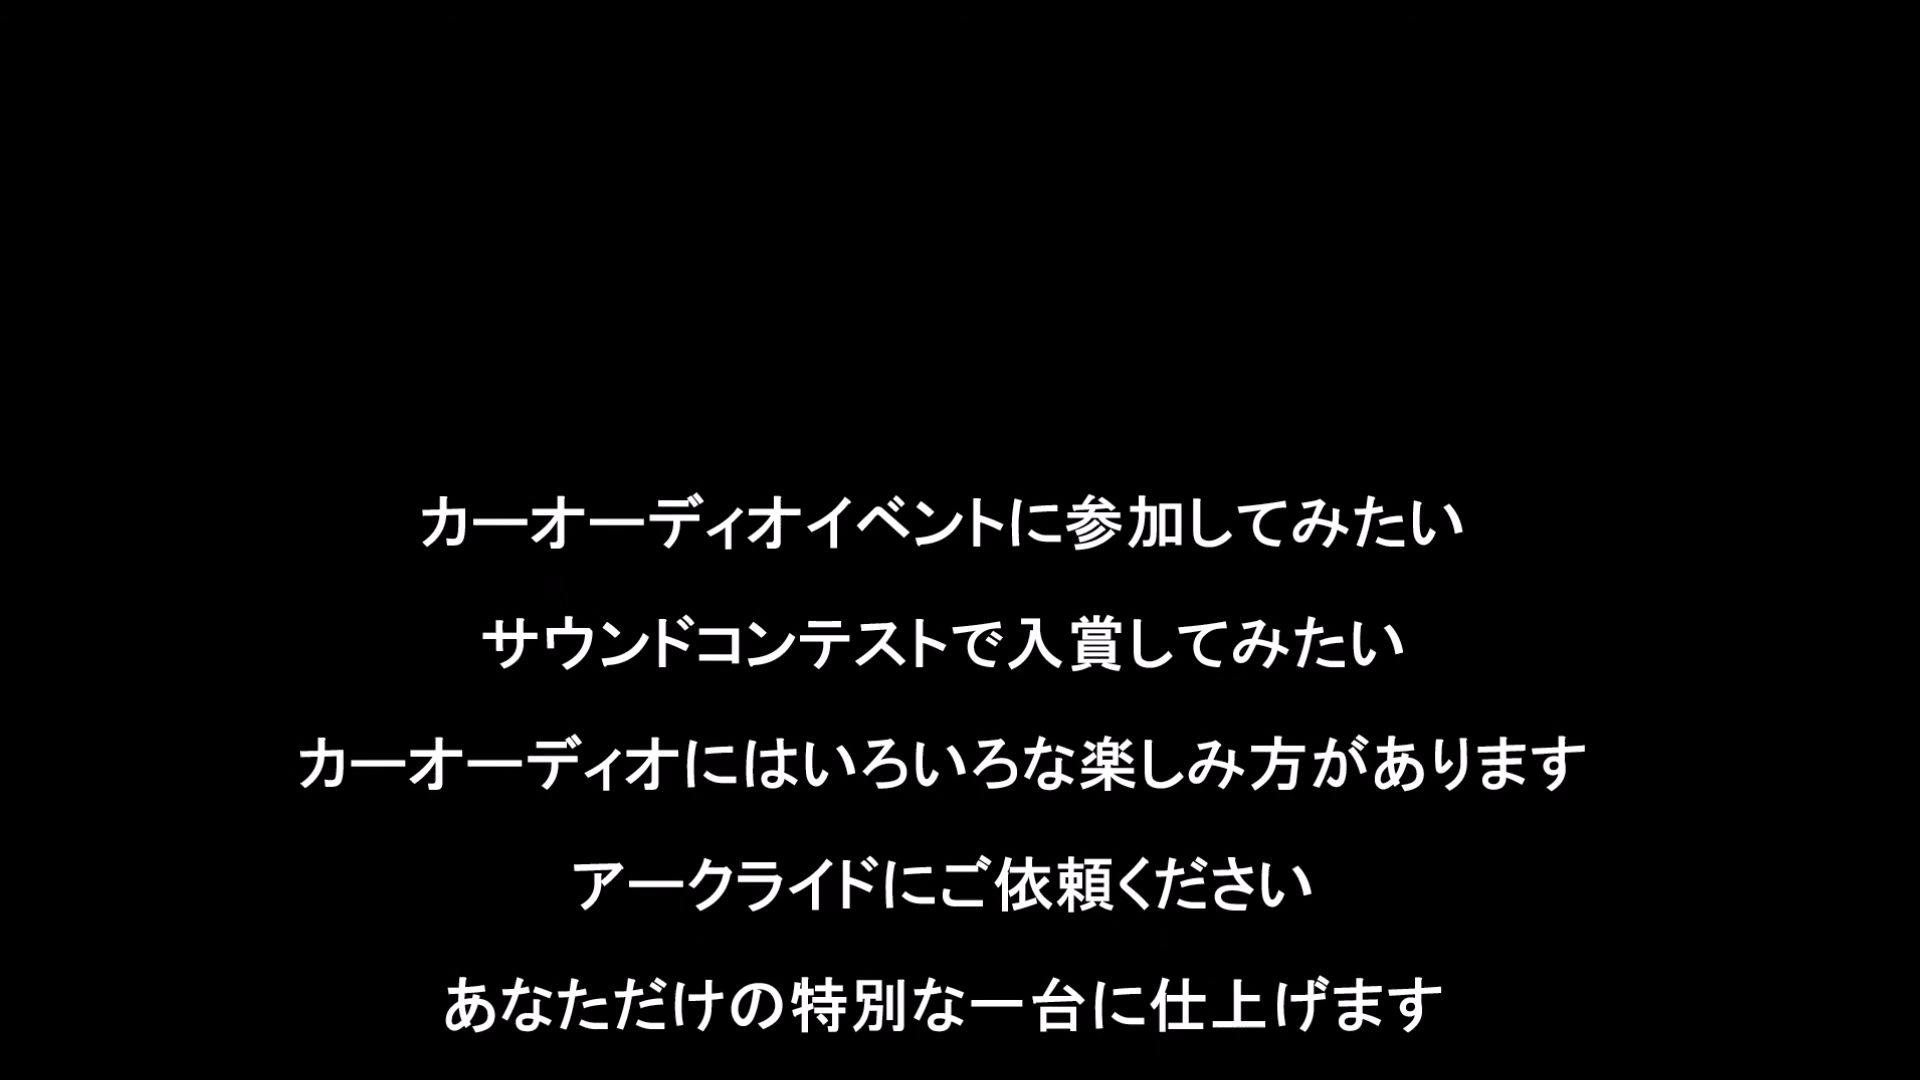 カーオーディオイベントに参加してみたい
サウンドコンテストで入賞してみたい
カーオーディオにはいろいろな楽しみ方があります
アークライドにご依頼ください
あなただけの特別な一台に仕上げます